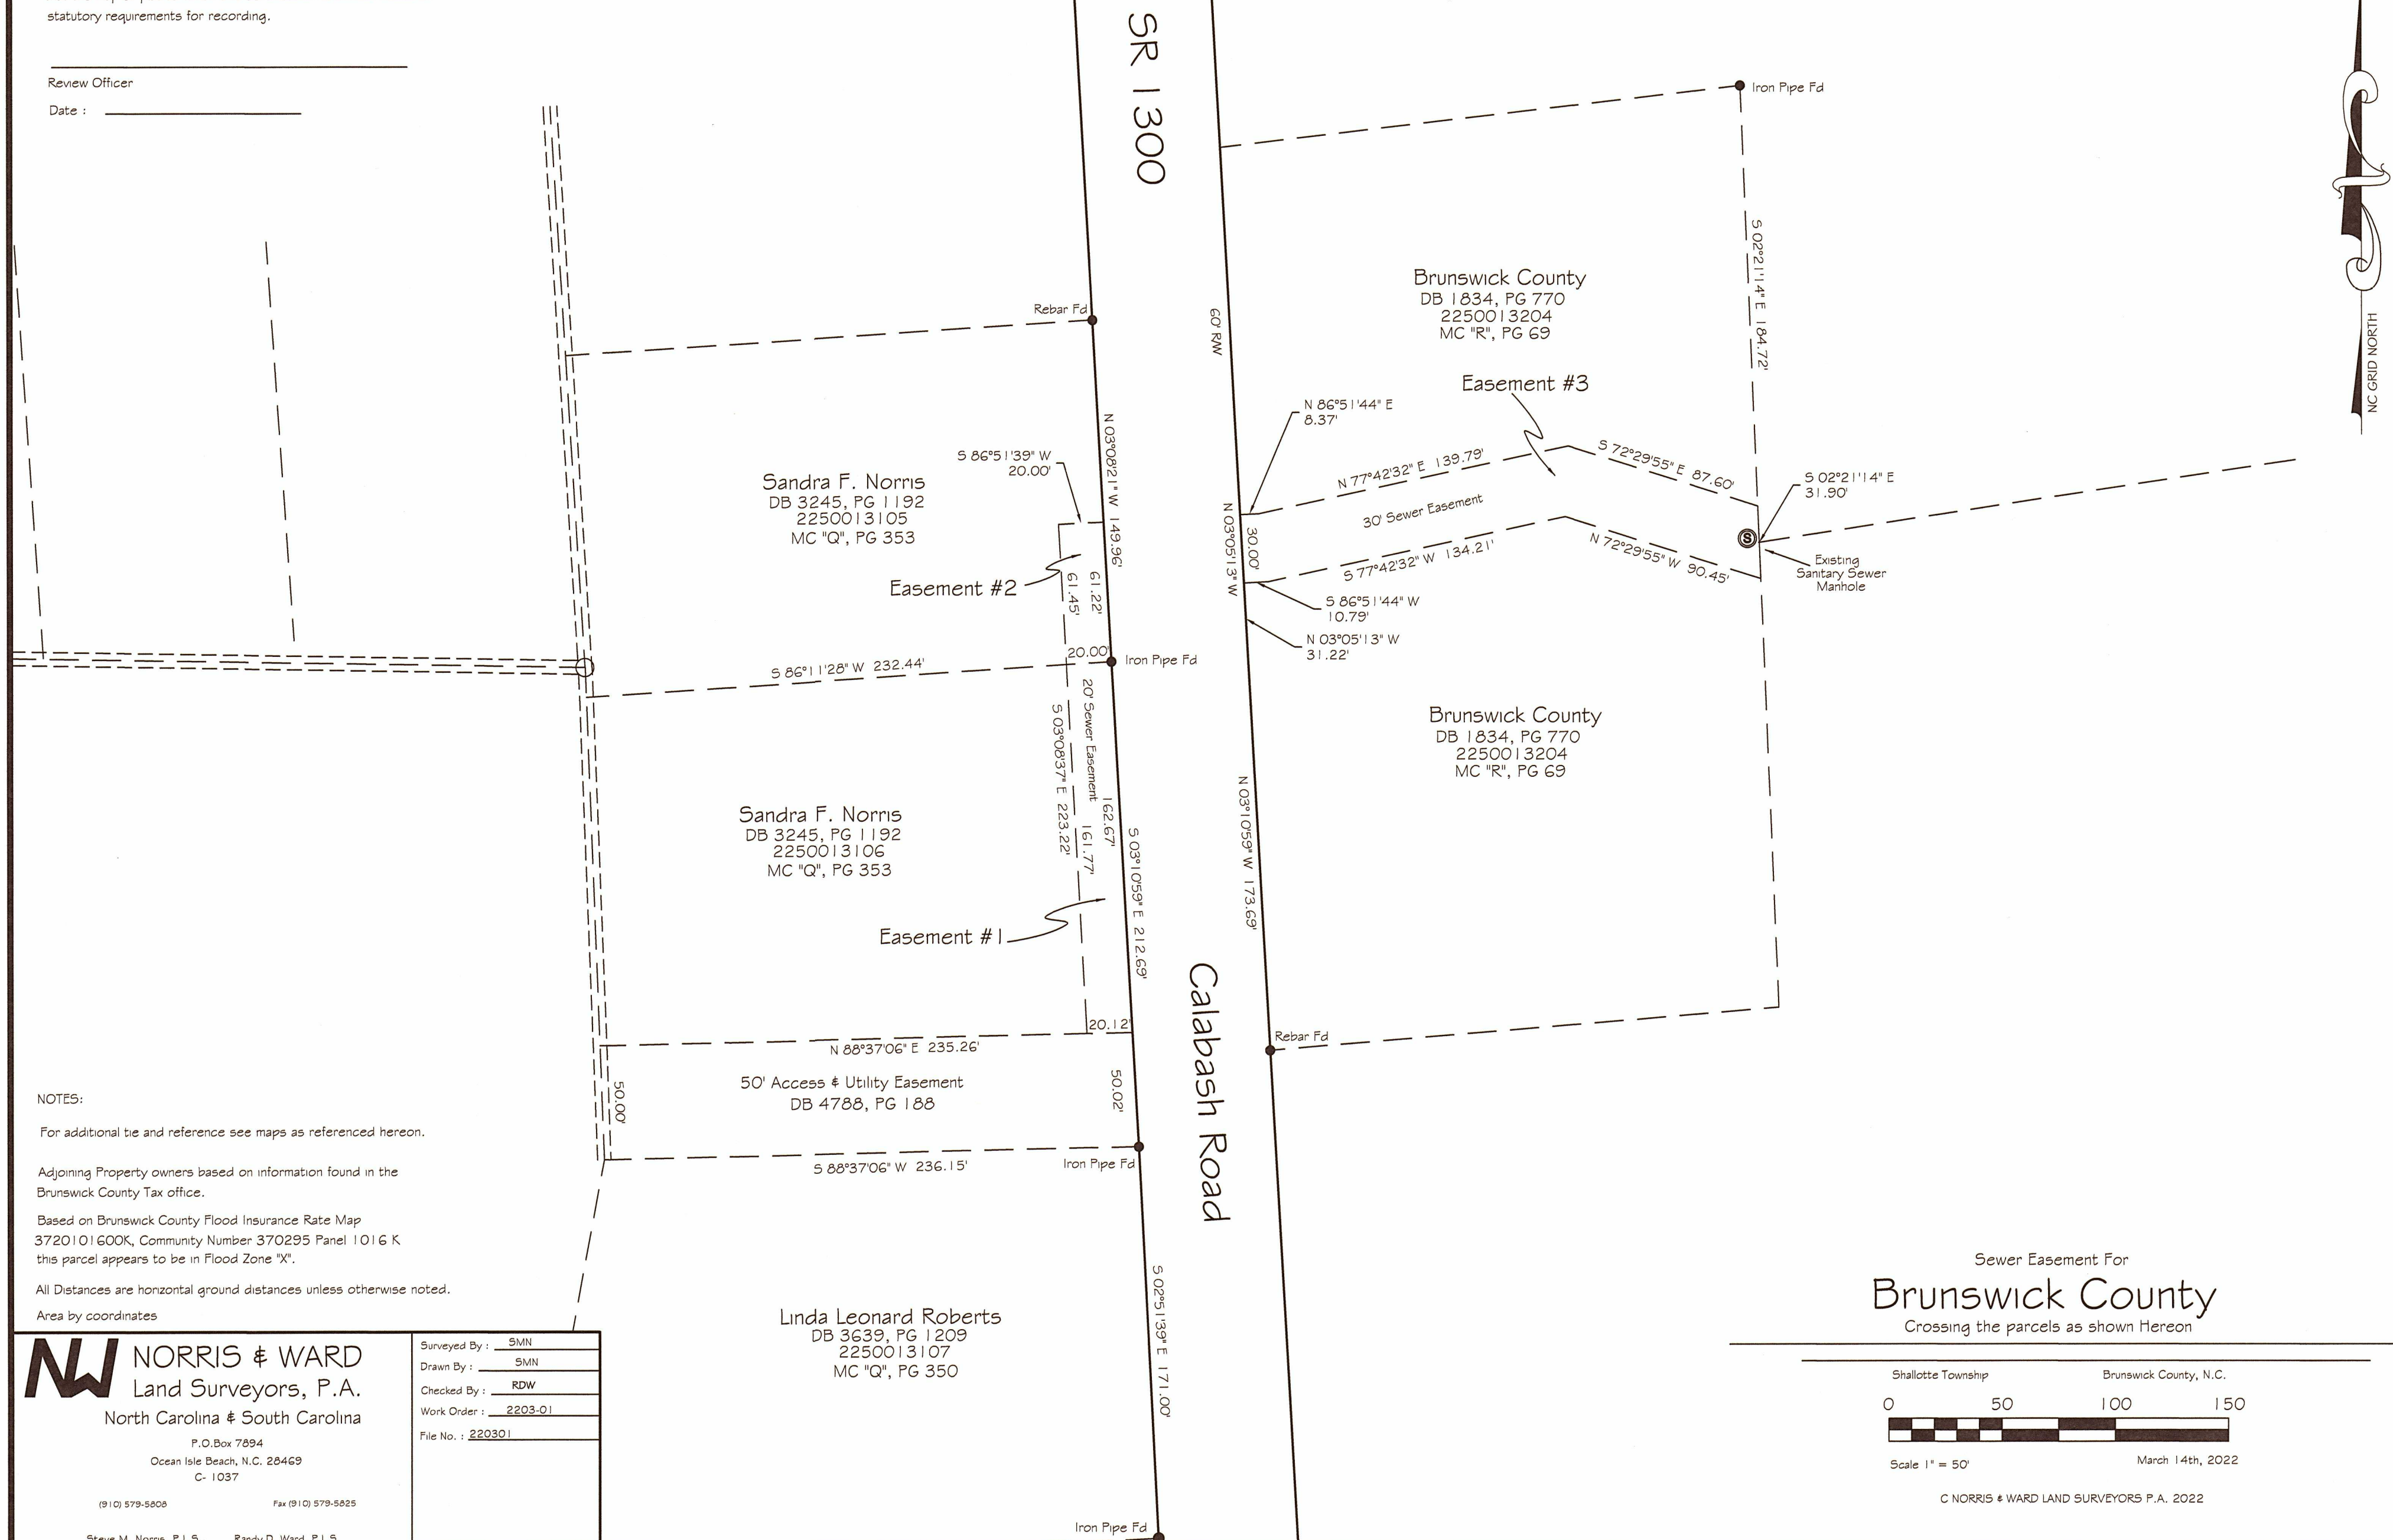 statutory requirements for recording.
Review Officer
Date :
SR 1300
Iron Pipe Fd
S 02°21'14" E 184.72'
NC GRID NORTH
Brunswick County
DB 1834, PG 770
2250013204
MC "R", PG 69
Rebar Fd
60' R/W
Easement #3
N 86°51'44" E
8.37'
N 03°08'21" W 149.96'
S 86°51'39" W
20.00'
Sandra F. Norris
DB 3245, PG 1192
2250013105
MC "Q", PG 353
N 77°42'32" E 139.79'
S 72°29'55" E 87.60'
S 02°21'14" E
31.90'
30' Sewer Easement
N 03°05'13" W
30.00'
S 77°42'32" W 134.21'
N 72°29'55" W 90.45'
S
Existing
Sanitary Sewer
Manhole
Easement #2
61.45'
61.22'
S 86°51'44" W
10.79'
N 03°05'13" W
31.22'
20.00'
Iron Pipe Fd
S 86°11'28" W 232.44'
20' Sewer Easement
S 03°08'37" E 223.22'
162.67'
161.77'
Brunswick County
DB 1834, PG 770
2250013204
MC "R", PG 69
N 03°10'59" W 173.69'
Sandra F. Norris
DB 3245, PG 1192
2250013106
MC "Q", PG 353
S 03°10'59" E 212.69'
Easement #1
Calabash Road
20.12'
Rebar Fd
N 88°37'06" E 235.26'
50' Access & Utility Easement
DB 4788, PG 188
50.00'
50.02'
S 88°37'06" W 236.15'
Iron Pipe Fd
NOTES:
For additional tie and reference see maps as referenced hereon.
Adjoining Property owners based on information found in the
Brunswick County Tax office.
Based on Brunswick County Flood Insurance Rate Map
3720101600K, Community Number 370295 Panel 1016 K
this parcel appears to be in Flood Zone "X".
All Distances are horizontal ground distances unless otherwise noted.
Area by coordinates
S 02°51'39" E 171.00'
Linda Leonard Roberts
DB 3639, PG 1209
2250013107
MC "Q", PG 350
Iron Pipe Fd
NW
NORRIS & WARD
Land Surveyors, P.A.
North Carolina & South Carolina
P.O.Box 7894
Ocean Isle Beach, N.C. 28469
C- 1037
(910) 579-5808 Fax (910) 579-5825
Steve M. Norris, P.L.S. Randy D. Ward, P.L.S.
Surveyed By : SMN
Drawn By : SMN
Checked By : RDW
Work Order : 2203-01
File No. : 220301
Sewer Easement For
Brunswick County
Crossing the parcels as shown Hereon
Shallotte Township Brunswick County, N.C.
0 50 100 150
Scale 1" = 50' March 14th, 2022
C NORRIS & WARD LAND SURVEYORS P.A. 2022